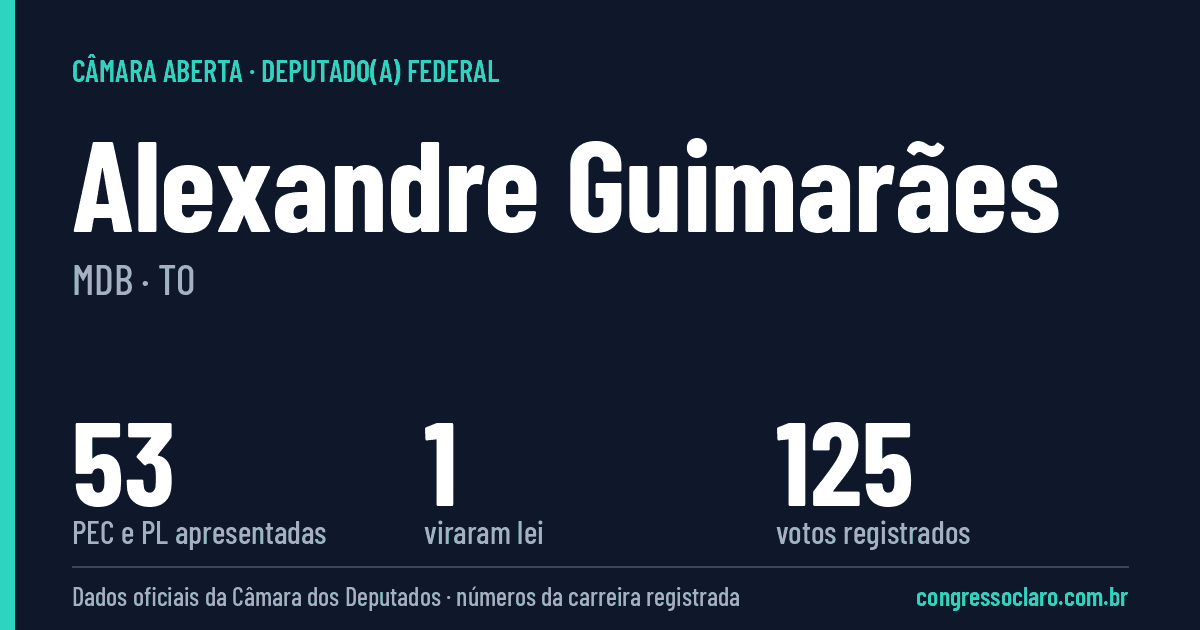 CÂMARA ABERTA · DEPUTADO(A) FEDERAL
Alexandre Guimarães
MDB · TO
53 1 125
PEC e PL apresentadas viraram lei votos registrados
Dados oficiais da Câmara dos Deputados · números da carreira registrada congressoclaro.com.br